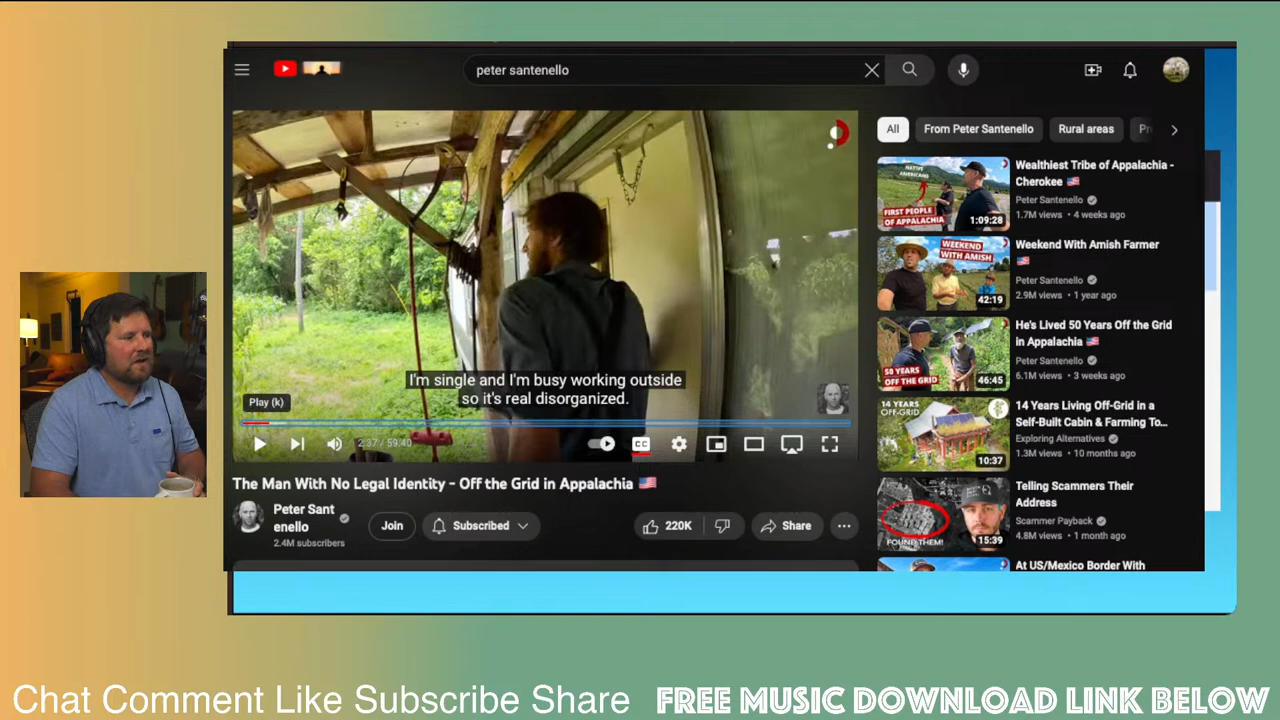 peter santenello
I'm single and I'm busy working outside
so it's real disorganized.
Play (k)
2:37 / 59:40
CC
The Man With No Legal Identity - Off the Grid in Appalachia
Peter Sant
enello
2.4M subscribers
Join
Subscribed
220K
Share
All
From Peter Santenello
Rural areas
Pr
NATIVE
AMERICANS
FIRST PEOPLE
OF APPALACHIA
1:09:28
Wealthiest Tribe of Appalachia -
Cherokee
Peter Santenello
1.7M views • 4 weeks ago
WEEKEND
WITH AMISH
42:19
Weekend With Amish Farmer
Peter Santenello
2.9M views • 1 year ago
50 YEARS
OFF THE GRID
46:45
He's Lived 50 Years Off the Grid
in Appalachia
Peter Santenello
6.1M views • 3 weeks ago
14 YEARS
OFF-GRID
10:37
14 Years Living Off-Grid in a
Self-Built Cabin & Farming To...
Exploring Alternatives
1.3M views • 10 months ago
FOUND THEM!
15:39
Telling Scammers Their
Address
Scammer Payback
4.8M views • 1 month ago
At US/Mexico Border With
Chat Comment Like Subscribe Share
FREE MUSIC DOWNLOAD LINK BELOW